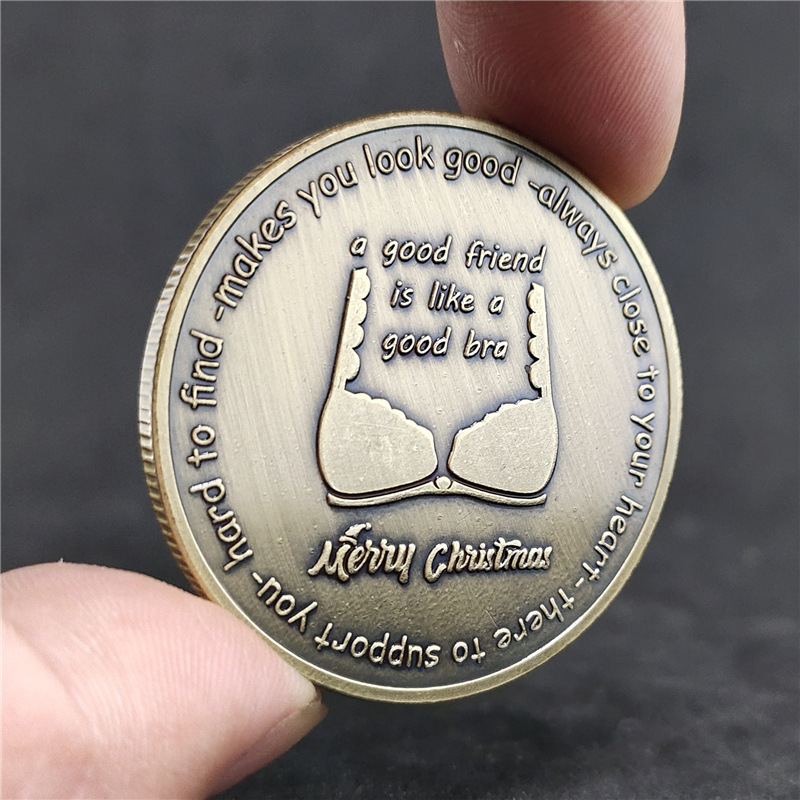 -hard to find -makes you look good -always close to your heart -there to support you
a good friend
is like a
good bra
Merry Christmas